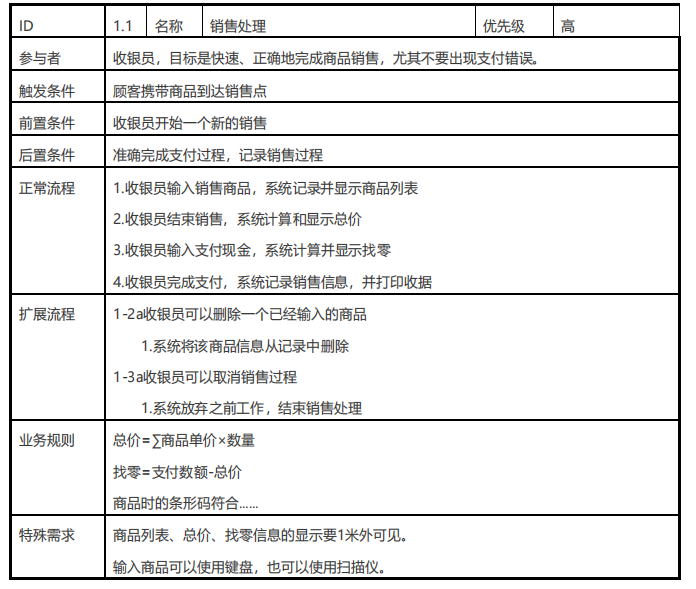 ID 1.1 名称 销售处理 优先级 高
参与者 收银员，目标是快速、正确地完成商品销售，尤其不要出现支付错误。
触发条件 顾客携带商品到达销售点
前置条件 收银员开始一个新的销售
后置条件 准确完成支付过程，记录销售过程
正常流程 1.收银员输入销售商品，系统记录并显示商品列表
2.收银员结束销售，系统计算和显示总价
3.收银员输入支付现金，系统计算并显示找零
4.收银员完成支付，系统记录销售信息，并打印收据
扩展流程 1-2a收银员可以删除一个已经输入的商品
1.系统将该商品信息从记录中删除
1-3a收银员可以取消销售过程
1.系统放弃之前工作，结束销售处理
业务规则 总价=∑商品单价×数量
找零=支付数额-总价
商品时的条形码符合……
特殊需求 商品列表、总价、找零信息的显示要1米外可见。
输入商品可以使用键盘，也可以使用扫描仪。